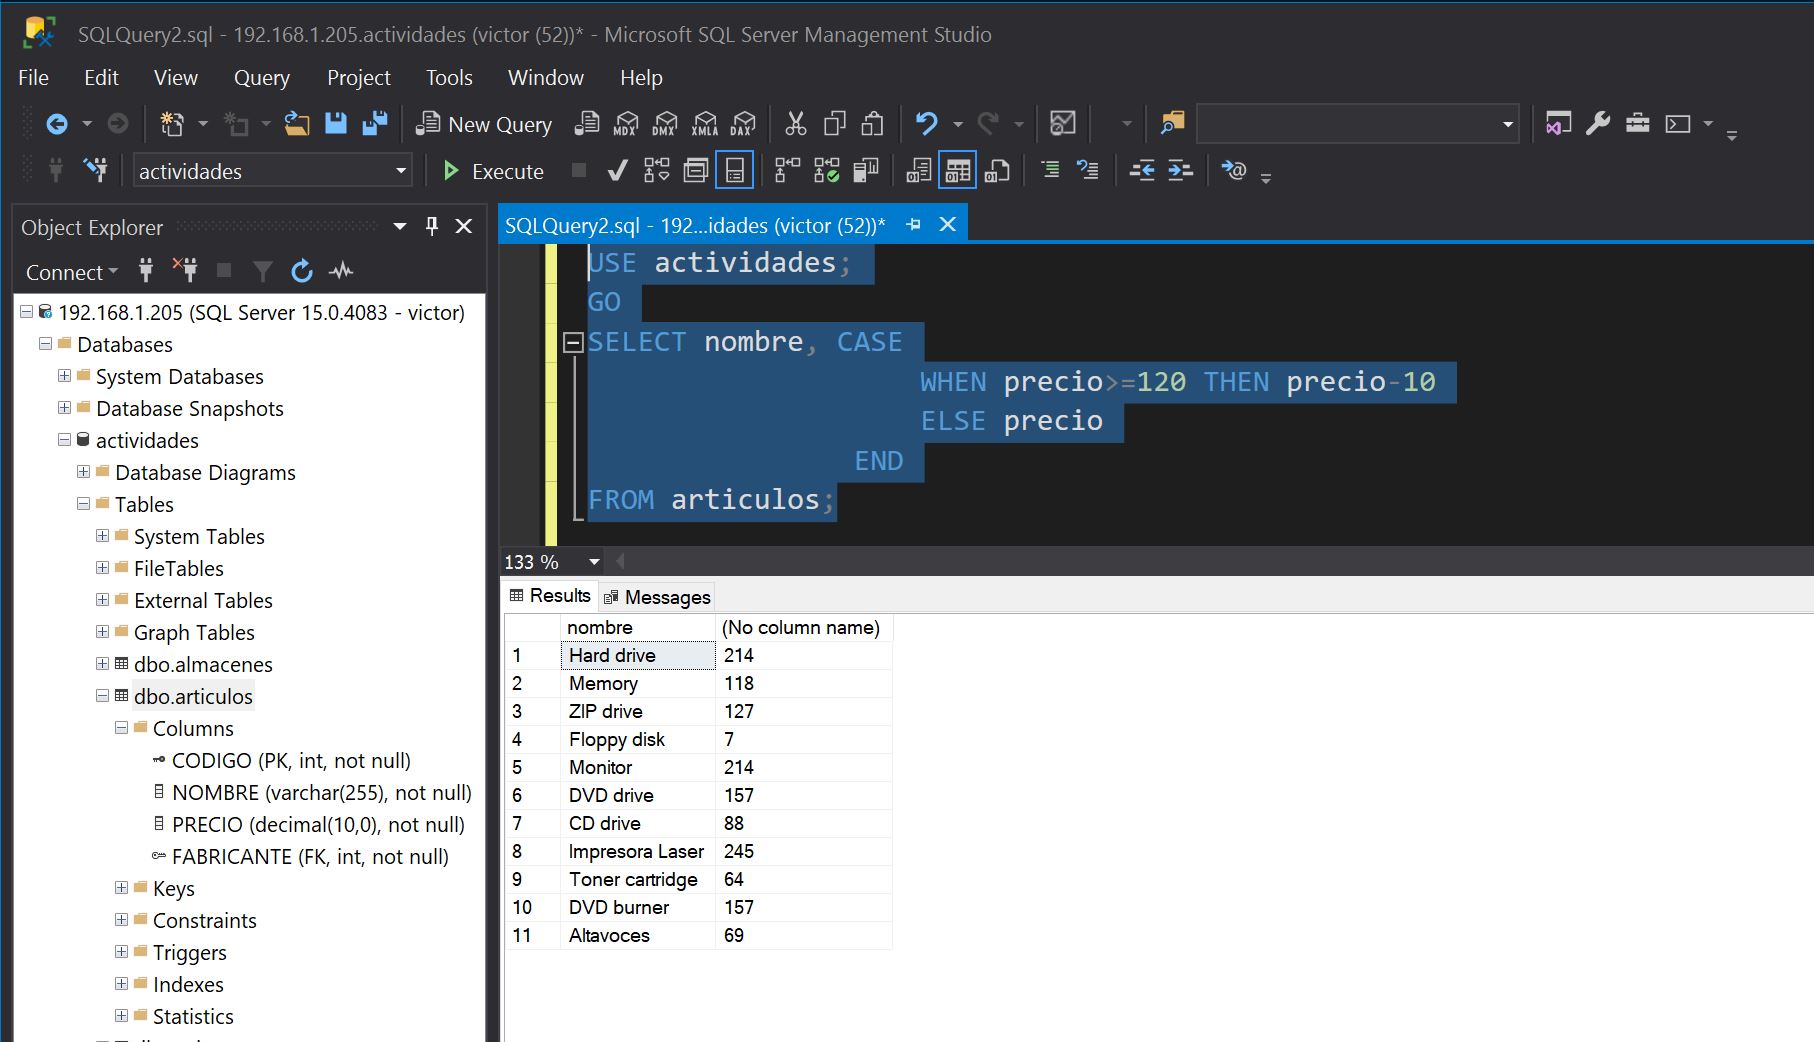 SQLQuery2.sql - 192.168.1.205.actividades (victor (52))* - Microsoft SQL Server Management Studio
File Edit View Query Project Tools Window Help
New Query MDX DMX XMLA DAX
actividades Execute
Object Explorer
Connect
192.168.1.205 (SQL Server 15.0.4083 - victor)
Databases
System Databases
Database Snapshots
actividades
Database Diagrams
Tables
System Tables
FileTables
External Tables
Graph Tables
dbo.almacenes
dbo.articulos
Columns
CODIGO (PK, int, not null)
NOMBRE (varchar(255), not null)
PRECIO (decimal(10,0), not null)
FABRICANTE (FK, int, not null)
Keys
Constraints
Triggers
Indexes
Statistics
SQLQuery2.sql - 192...idades (victor (52))*
USE actividades;
GO
SELECT nombre, CASE
WHEN precio>=120 THEN precio-10
ELSE precio
END
FROM articulos;
133 %
Results Messages
nombre (No column name)
1 Hard drive 214
2 Memory 118
3 ZIP drive 127
4 Floppy disk 7
5 Monitor 214
6 DVD drive 157
7 CD drive 88
8 Impresora Laser 245
9 Toner cartridge 64
10 DVD burner 157
11 Altavoces 69